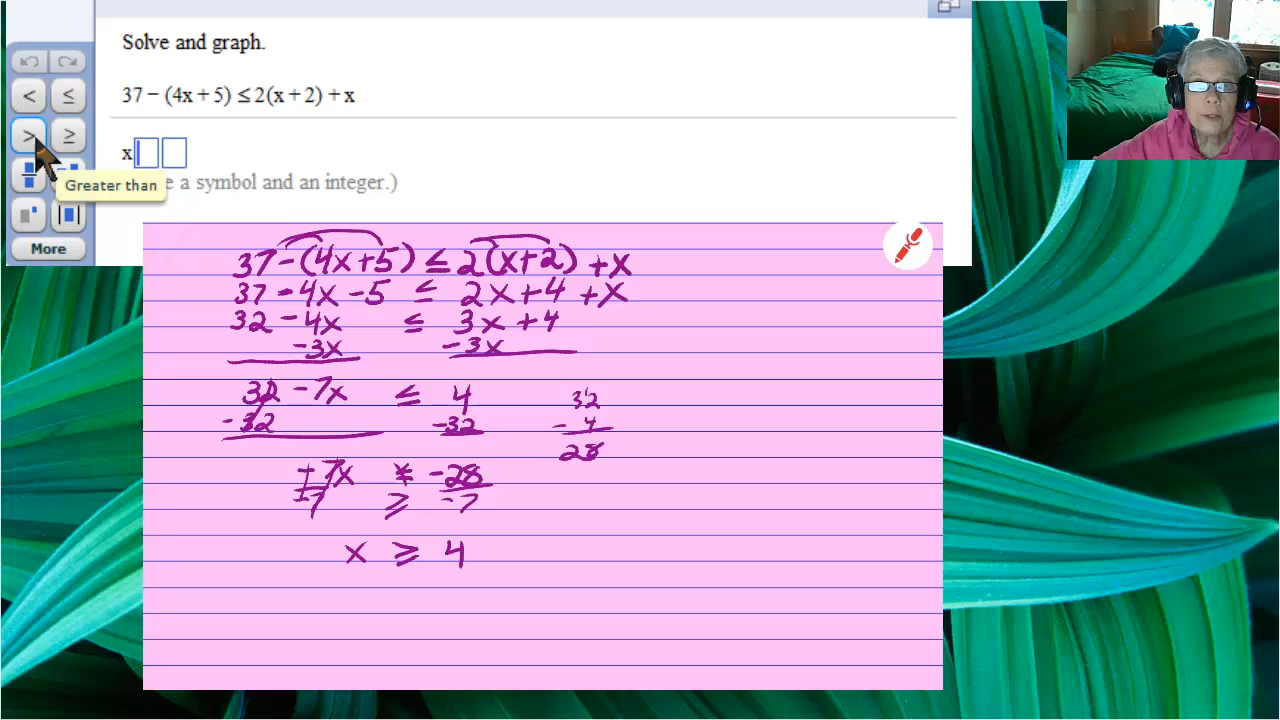 Solve and graph.
37 − (4x + 5) ≤ 2(x + 2) + x
< ≤
> ≥
x
Greater than
e a symbol and an integer.)
More
37 -(4x+5) ≤ 2(x+2) +x
37 -4x -5 ≤ 2x+4 +x
32 -4x ≤ 3x +4
-3x -3x
32 -7x ≤ 4
-32 -32
32
- 4
28
-7x ≤ -28
-7 ≥ -7
x ≥ 4